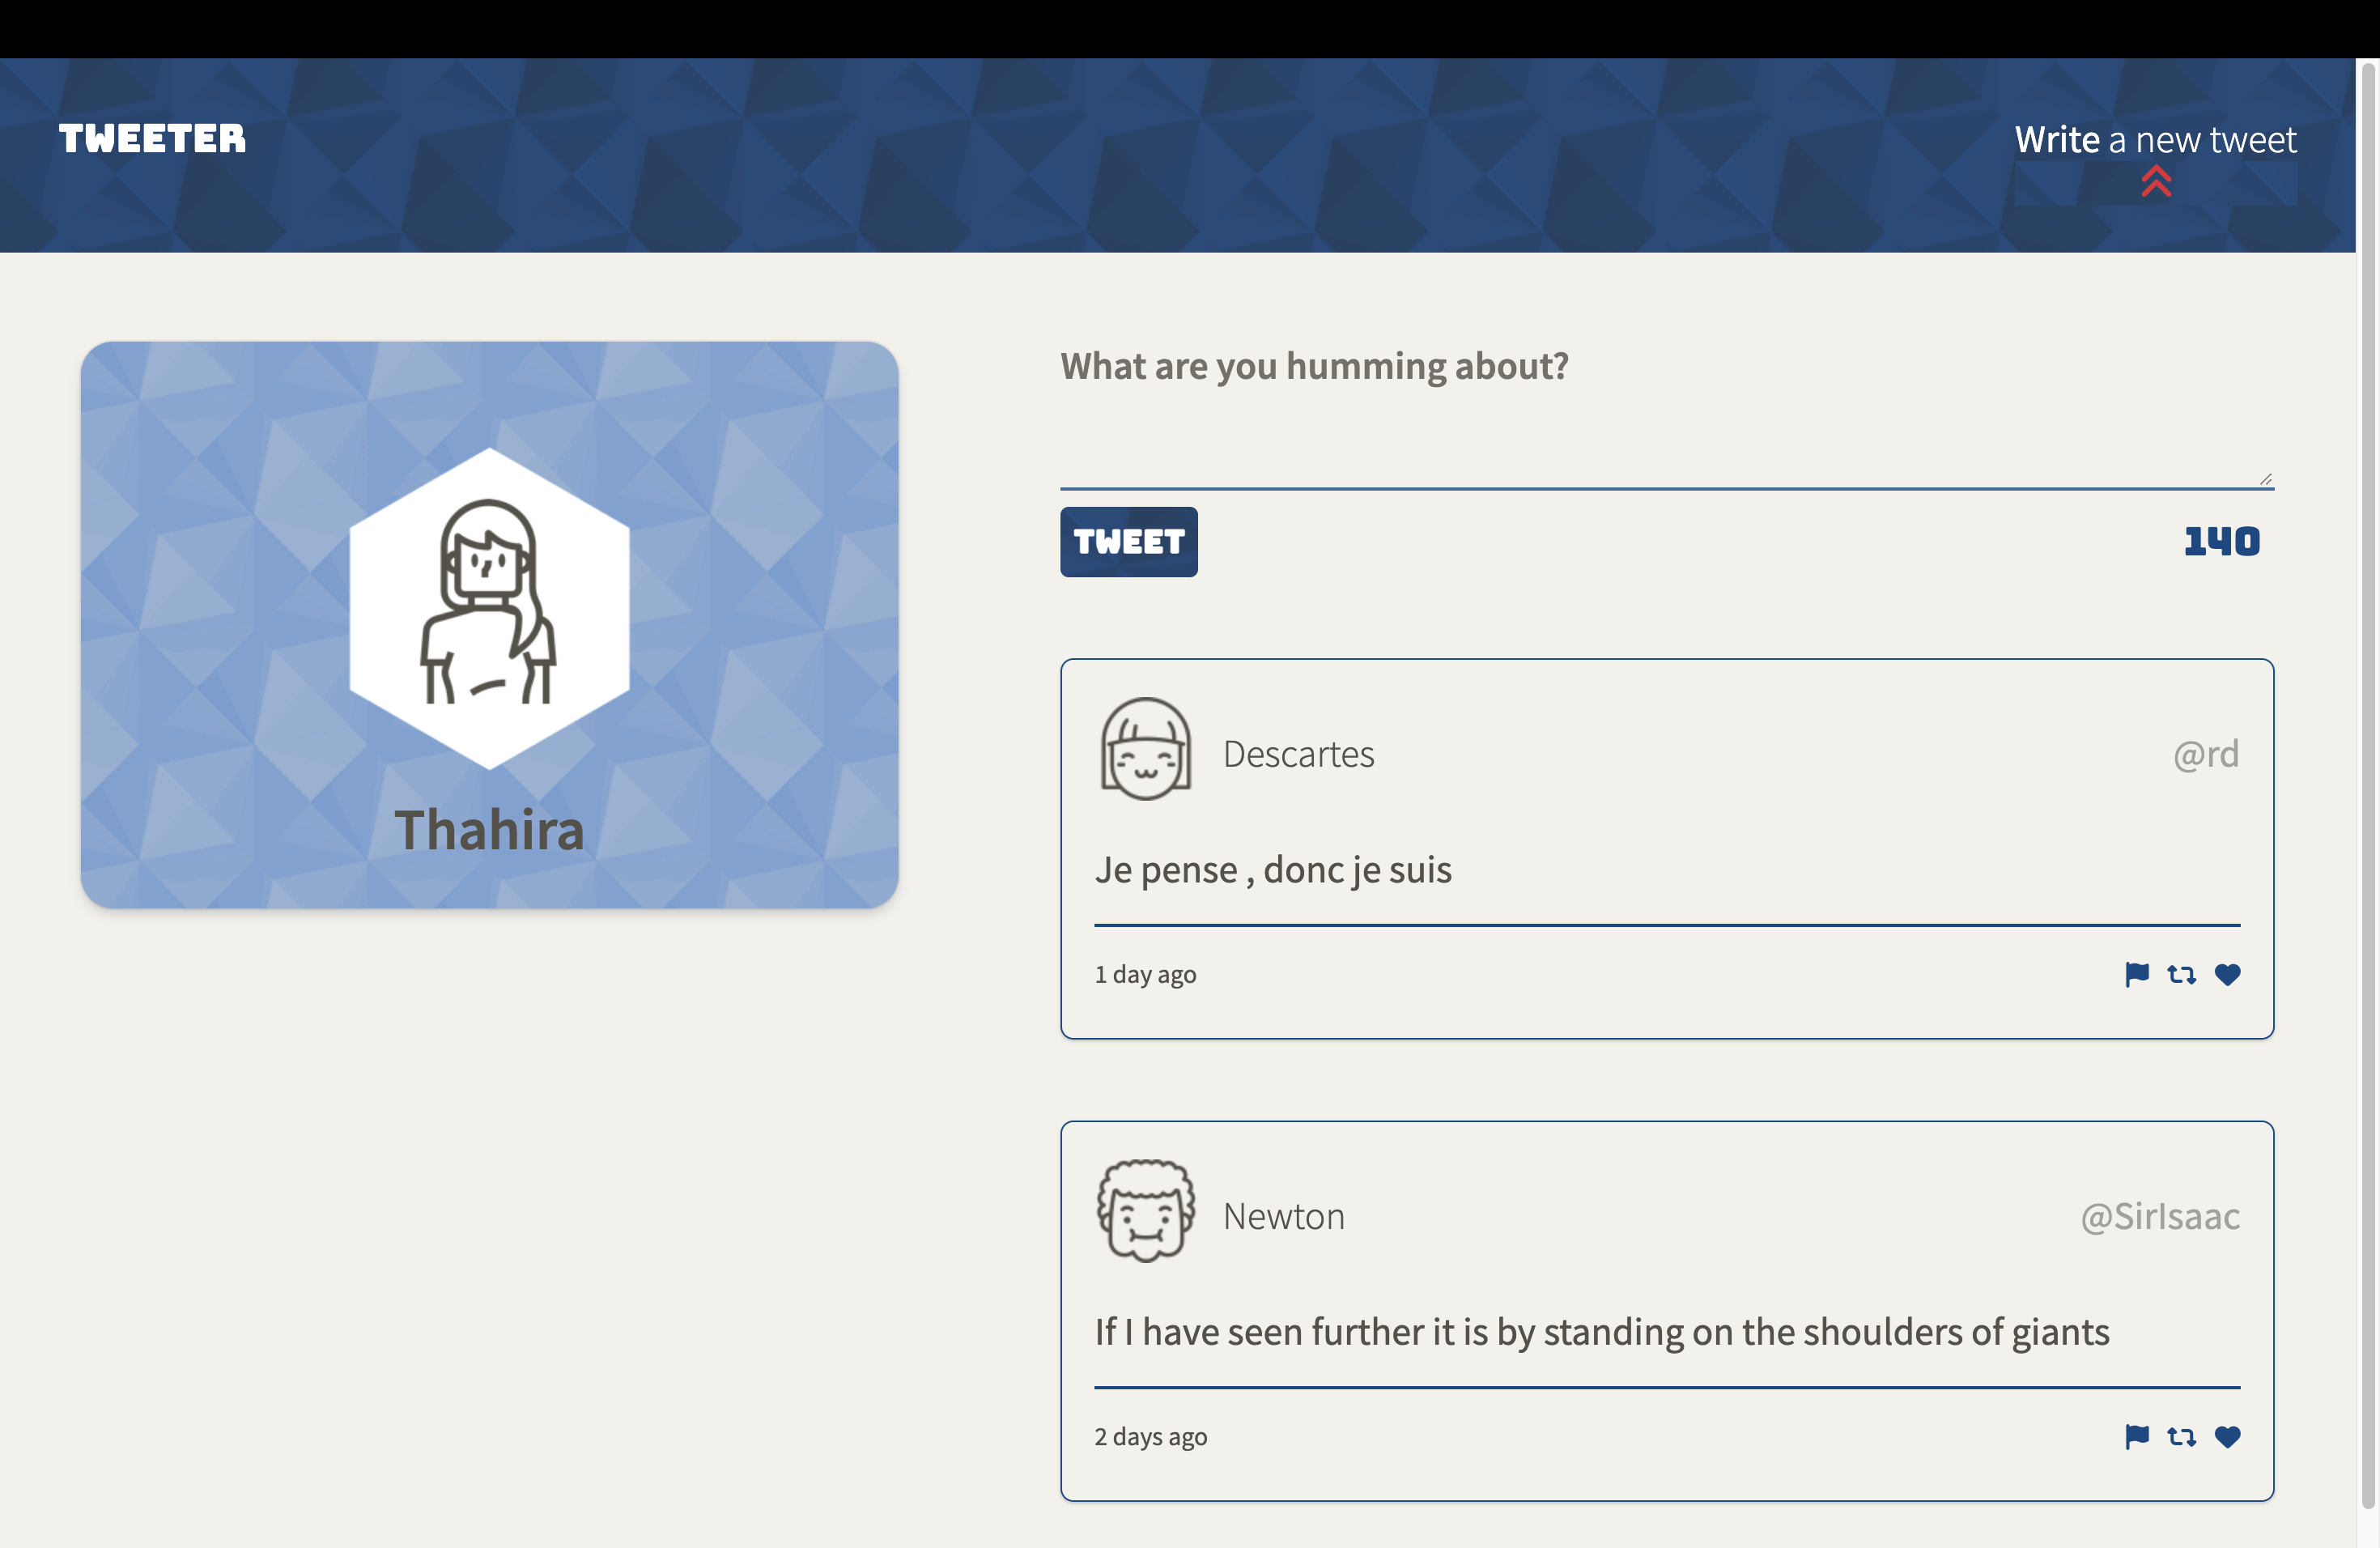 TWEETER
Write a new tweet
Thahira
What are you humming about?
TWEET
140
Descartes
@rd
Je pense , donc je suis
1 day ago
Newton
@SirIsaac
If I have seen further it is by standing on the shoulders of giants
2 days ago